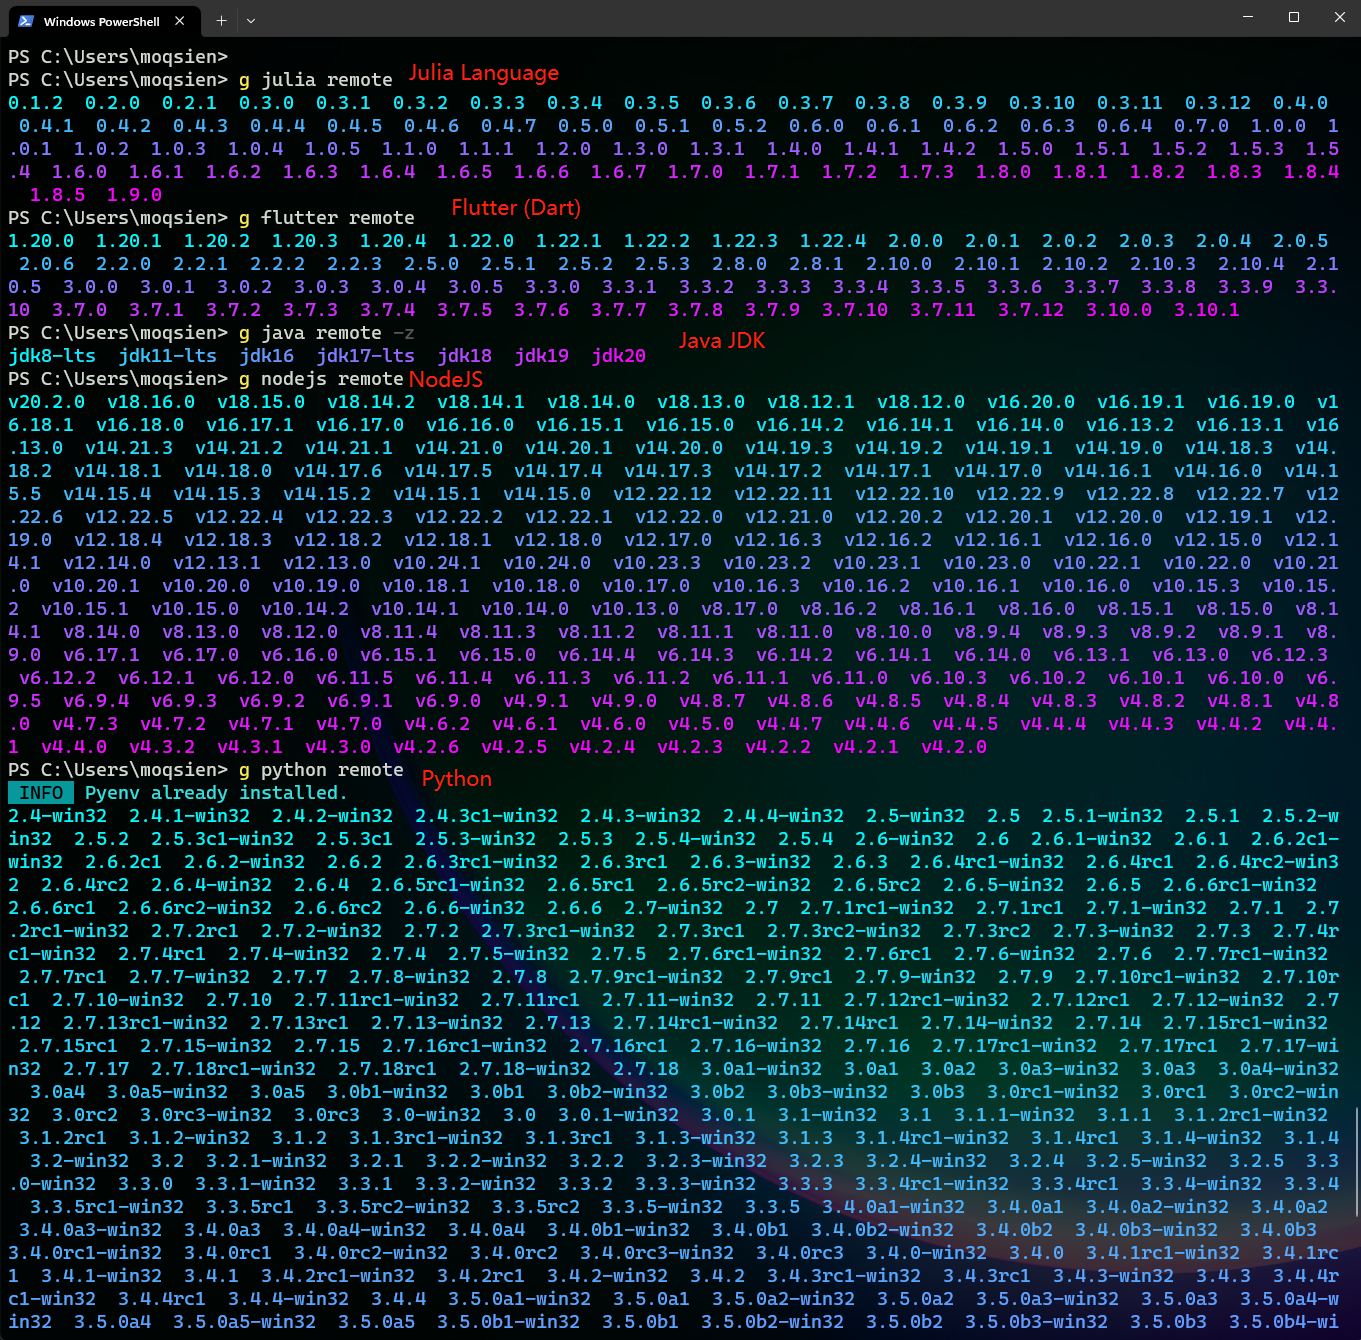 Windows PowerShell
PS C:\Users\moqsien>
PS C:\Users\moqsien> g julia remote Julia Language
0.1.2 0.2.0 0.2.1 0.3.0 0.3.1 0.3.2 0.3.3 0.3.4 0.3.5 0.3.6 0.3.7 0.3.8 0.3.9 0.3.10 0.3.11 0.3.12 0.4.0
0.4.1 0.4.2 0.4.3 0.4.4 0.4.5 0.4.6 0.4.7 0.5.0 0.5.1 0.5.2 0.6.0 0.6.1 0.6.2 0.6.3 0.6.4 0.7.0 1.0.0 1
.0.1 1.0.2 1.0.3 1.0.4 1.0.5 1.1.0 1.1.1 1.2.0 1.3.0 1.3.1 1.4.0 1.4.1 1.4.2 1.5.0 1.5.1 1.5.2 1.5.3 1.5
.4 1.6.0 1.6.1 1.6.2 1.6.3 1.6.4 1.6.5 1.6.6 1.6.7 1.7.0 1.7.1 1.7.2 1.7.3 1.8.0 1.8.1 1.8.2 1.8.3 1.8.4
1.8.5 1.9.0
PS C:\Users\moqsien> g flutter remote Flutter (Dart)
1.20.0 1.20.1 1.20.2 1.20.3 1.20.4 1.22.0 1.22.1 1.22.2 1.22.3 1.22.4 2.0.0 2.0.1 2.0.2 2.0.3 2.0.4 2.0.5
2.0.6 2.2.0 2.2.1 2.2.2 2.2.3 2.5.0 2.5.1 2.5.2 2.5.3 2.8.0 2.8.1 2.10.0 2.10.1 2.10.2 2.10.3 2.10.4 2.1
0.5 3.0.0 3.0.1 3.0.2 3.0.3 3.0.4 3.0.5 3.3.0 3.3.1 3.3.2 3.3.3 3.3.4 3.3.5 3.3.6 3.3.7 3.3.8 3.3.9 3.3.
10 3.7.0 3.7.1 3.7.2 3.7.3 3.7.4 3.7.5 3.7.6 3.7.7 3.7.8 3.7.9 3.7.10 3.7.11 3.7.12 3.10.0 3.10.1
PS C:\Users\moqsien> g java remote -z Java JDK
jdk8-lts jdk11-lts jdk16 jdk17-lts jdk18 jdk19 jdk20
PS C:\Users\moqsien> g nodejs remote NodeJS
v20.2.0 v18.16.0 v18.15.0 v18.14.2 v18.14.1 v18.14.0 v18.13.0 v18.12.1 v18.12.0 v16.20.0 v16.19.1 v16.19.0 v1
6.18.1 v16.18.0 v16.17.1 v16.17.0 v16.16.0 v16.15.1 v16.15.0 v16.14.2 v16.14.1 v16.14.0 v16.13.2 v16.13.1 v16
.13.0 v14.21.3 v14.21.2 v14.21.1 v14.21.0 v14.20.1 v14.20.0 v14.19.3 v14.19.2 v14.19.1 v14.19.0 v14.18.3 v14.
18.2 v14.18.1 v14.18.0 v14.17.6 v14.17.5 v14.17.4 v14.17.3 v14.17.2 v14.17.1 v14.17.0 v14.16.1 v14.16.0 v14.1
5.5 v14.15.4 v14.15.3 v14.15.2 v14.15.1 v14.15.0 v12.22.12 v12.22.11 v12.22.10 v12.22.9 v12.22.8 v12.22.7 v12
.22.6 v12.22.5 v12.22.4 v12.22.3 v12.22.2 v12.22.1 v12.22.0 v12.21.0 v12.20.2 v12.20.1 v12.20.0 v12.19.1 v12.
19.0 v12.18.4 v12.18.3 v12.18.2 v12.18.1 v12.18.0 v12.17.0 v12.16.3 v12.16.2 v12.16.1 v12.16.0 v12.15.0 v12.1
4.1 v12.14.0 v12.13.1 v12.13.0 v10.24.1 v10.24.0 v10.23.3 v10.23.2 v10.23.1 v10.23.0 v10.22.1 v10.22.0 v10.21
.0 v10.20.1 v10.20.0 v10.19.0 v10.18.1 v10.18.0 v10.17.0 v10.16.3 v10.16.2 v10.16.1 v10.16.0 v10.15.3 v10.15.
2 v10.15.1 v10.15.0 v10.14.2 v10.14.1 v10.14.0 v10.13.0 v8.17.0 v8.16.2 v8.16.1 v8.16.0 v8.15.1 v8.15.0 v8.1
4.1 v8.14.0 v8.13.0 v8.12.0 v8.11.4 v8.11.3 v8.11.2 v8.11.1 v8.11.0 v8.10.0 v8.9.4 v8.9.3 v8.9.2 v8.9.1 v8.
9.0 v6.17.1 v6.17.0 v6.16.0 v6.15.1 v6.15.0 v6.14.4 v6.14.3 v6.14.2 v6.14.1 v6.14.0 v6.13.1 v6.13.0 v6.12.3
v6.12.2 v6.12.1 v6.12.0 v6.11.5 v6.11.4 v6.11.3 v6.11.2 v6.11.1 v6.11.0 v6.10.3 v6.10.2 v6.10.1 v6.10.0 v6.
9.5 v6.9.4 v6.9.3 v6.9.2 v6.9.1 v6.9.0 v4.9.1 v4.9.0 v4.8.7 v4.8.6 v4.8.5 v4.8.4 v4.8.3 v4.8.2 v4.8.1 v4.8
.0 v4.7.3 v4.7.2 v4.7.1 v4.7.0 v4.6.2 v4.6.1 v4.6.0 v4.5.0 v4.4.7 v4.4.6 v4.4.5 v4.4.4 v4.4.3 v4.4.2 v4.4.
1 v4.4.0 v4.3.2 v4.3.1 v4.3.0 v4.2.6 v4.2.5 v4.2.4 v4.2.3 v4.2.2 v4.2.1 v4.2.0
PS C:\Users\moqsien> g python remote Python
INFO Pyenv already installed.
2.4-win32 2.4.1-win32 2.4.2-win32 2.4.3c1-win32 2.4.3-win32 2.4.4-win32 2.5-win32 2.5 2.5.1-win32 2.5.1 2.5.2-w
in32 2.5.2 2.5.3c1-win32 2.5.3c1 2.5.3-win32 2.5.3 2.5.4-win32 2.5.4 2.6-win32 2.6 2.6.1-win32 2.6.1 2.6.2c1-
win32 2.6.2c1 2.6.2-win32 2.6.2 2.6.3rc1-win32 2.6.3rc1 2.6.3-win32 2.6.3 2.6.4rc1-win32 2.6.4rc1 2.6.4rc2-win3
2 2.6.4rc2 2.6.4-win32 2.6.4 2.6.5rc1-win32 2.6.5rc1 2.6.5rc2-win32 2.6.5rc2 2.6.5-win32 2.6.5 2.6.6rc1-win32
2.6.6rc1 2.6.6rc2-win32 2.6.6rc2 2.6.6-win32 2.6.6 2.7-win32 2.7 2.7.1rc1-win32 2.7.1rc1 2.7.1-win32 2.7.1 2.7
.2rc1-win32 2.7.2rc1 2.7.2-win32 2.7.2 2.7.3rc1-win32 2.7.3rc1 2.7.3rc2-win32 2.7.3rc2 2.7.3-win32 2.7.3 2.7.4r
c1-win32 2.7.4rc1 2.7.4-win32 2.7.4 2.7.5-win32 2.7.5 2.7.6rc1-win32 2.7.6rc1 2.7.6-win32 2.7.6 2.7.7rc1-win32
2.7.7rc1 2.7.7-win32 2.7.7 2.7.8-win32 2.7.8 2.7.9rc1-win32 2.7.9rc1 2.7.9-win32 2.7.9 2.7.10rc1-win32 2.7.10r
c1 2.7.10-win32 2.7.10 2.7.11rc1-win32 2.7.11rc1 2.7.11-win32 2.7.11 2.7.12rc1-win32 2.7.12rc1 2.7.12-win32 2.7
.12 2.7.13rc1-win32 2.7.13rc1 2.7.13-win32 2.7.13 2.7.14rc1-win32 2.7.14rc1 2.7.14-win32 2.7.14 2.7.15rc1-win32
2.7.15rc1 2.7.15-win32 2.7.15 2.7.16rc1-win32 2.7.16rc1 2.7.16-win32 2.7.16 2.7.17rc1-win32 2.7.17rc1 2.7.17-wi
n32 2.7.17 2.7.18rc1-win32 2.7.18rc1 2.7.18-win32 2.7.18 3.0a1-win32 3.0a1 3.0a2 3.0a3-win32 3.0a3 3.0a4-win32
3.0a4 3.0a5-win32 3.0a5 3.0b1-win32 3.0b1 3.0b2-win32 3.0b2 3.0b3-win32 3.0b3 3.0rc1-win32 3.0rc1 3.0rc2-win
32 3.0rc2 3.0rc3-win32 3.0rc3 3.0-win32 3.0 3.0.1-win32 3.0.1 3.1-win32 3.1 3.1.1-win32 3.1.1 3.1.2rc1-win32
3.1.2rc1 3.1.2-win32 3.1.2 3.1.3rc1-win32 3.1.3rc1 3.1.3-win32 3.1.3 3.1.4rc1-win32 3.1.4rc1 3.1.4-win32 3.1.4
3.2-win32 3.2 3.2.1-win32 3.2.1 3.2.2-win32 3.2.2 3.2.3-win32 3.2.3 3.2.4-win32 3.2.4 3.2.5-win32 3.2.5 3.3
.0-win32 3.3.0 3.3.1-win32 3.3.1 3.3.2-win32 3.3.2 3.3.3-win32 3.3.3 3.3.4rc1-win32 3.3.4rc1 3.3.4-win32 3.3.4
3.3.5rc1-win32 3.3.5rc1 3.3.5rc2-win32 3.3.5rc2 3.3.5-win32 3.3.5 3.4.0a1-win32 3.4.0a1 3.4.0a2-win32 3.4.0a2
3.4.0a3-win32 3.4.0a3 3.4.0a4-win32 3.4.0a4 3.4.0b1-win32 3.4.0b1 3.4.0b2-win32 3.4.0b2 3.4.0b3-win32 3.4.0b3
3.4.0rc1-win32 3.4.0rc1 3.4.0rc2-win32 3.4.0rc2 3.4.0rc3-win32 3.4.0rc3 3.4.0-win32 3.4.0 3.4.1rc1-win32 3.4.1rc
1 3.4.1-win32 3.4.1 3.4.2rc1-win32 3.4.2rc1 3.4.2-win32 3.4.2 3.4.3rc1-win32 3.4.3rc1 3.4.3-win32 3.4.3 3.4.4r
c1-win32 3.4.4rc1 3.4.4-win32 3.4.4 3.5.0a1-win32 3.5.0a1 3.5.0a2-win32 3.5.0a2 3.5.0a3-win32 3.5.0a3 3.5.0a4-w
in32 3.5.0a4 3.5.0a5-win32 3.5.0a5 3.5.0b1-win32 3.5.0b1 3.5.0b2-win32 3.5.0b2 3.5.0b3-win32 3.5.0b3 3.5.0b4-wi